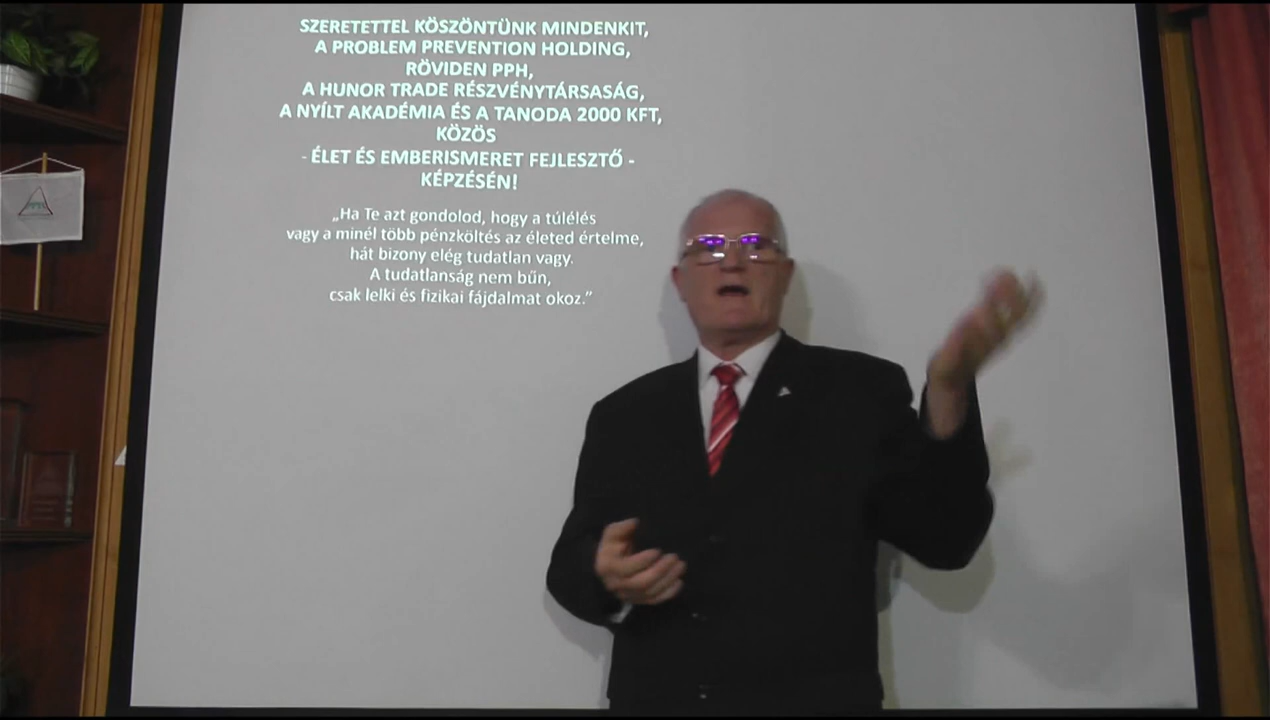 SZERETETTEL KÖSZÖNTÜNK MINDENKIT,
A PROBLEM PREVENTION HOLDING,
RÖVIDEN PPH,
A HUNOR TRADE RÉSZVÉNYTÁRSASÁG,
A NYÍLT AKADÉMIA ÉS A TANODA 2000 KFT,
KÖZÖS
- ÉLET ÉS EMBERISMERET FEJLESZTŐ -
KÉPZÉSÉN!
„Ha Te azt gondolod, hogy a túlélés
vagy a minél több pénzköltés az életed értelme,
hát bizony elég tudatlan vagy.
A tudatlanság nem bűn,
csak lelki és fizikai fájdalmat okoz.”